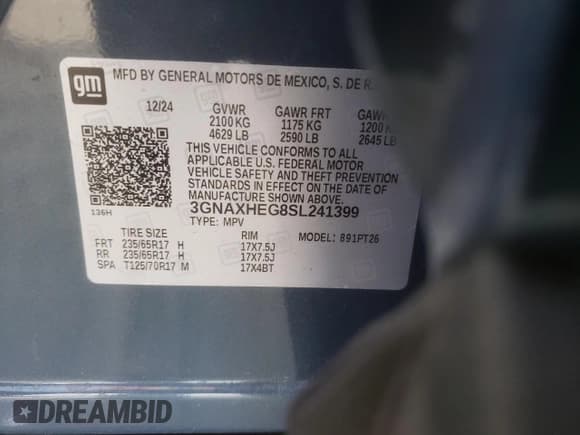 gm MFD BY GENERAL MOTORS DE MEXICO, S. DE R.
12/24 GVWR GAWR FRT
2100 KG 1175 KG 1200 K
4629 LB 2590 LB 2645 LB
THIS VEHICLE CONFORMS TO ALL
APPLICABLE U.S. FEDERAL MOTOR
VEHICLE SAFETY AND THEFT PREVENTION
STANDARDS IN EFFECT ON THE DATE OF
MANUFACTURE SHOWN ABOVE.
136H 3GNAXHEG8SL241399
TYPE: MPV
TIRE SIZE RIM MODEL: 891PT26
FRT 235/65R17 H 17X7.5J
RR 235/65R17 H 17X7.5J
SPA T125/70R17 M 17X4BT
DREAMBID